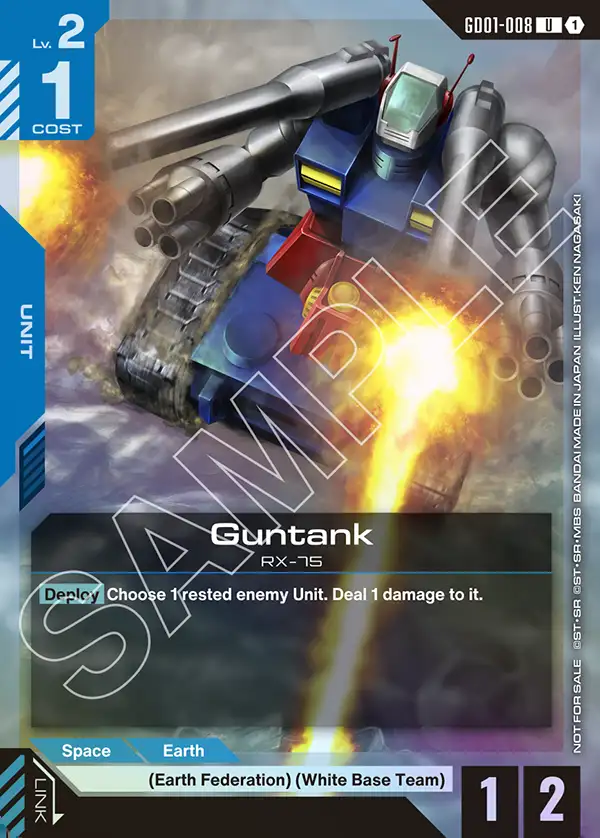 Lv. 2
1
COST
GD01-008 U 1
UNIT
Guntank
RX-75
Deploy Choose 1 rested enemy Unit. Deal 1 damage to it.
Space Earth
LINK
(Earth Federation) (White Base Team)
1 2
SAMPLE
NOT FOR SALE ©ST・SR ©ST・SR・MBS BANDAI MADE IN JAPAN ILLUST.KEN NAGASAKI